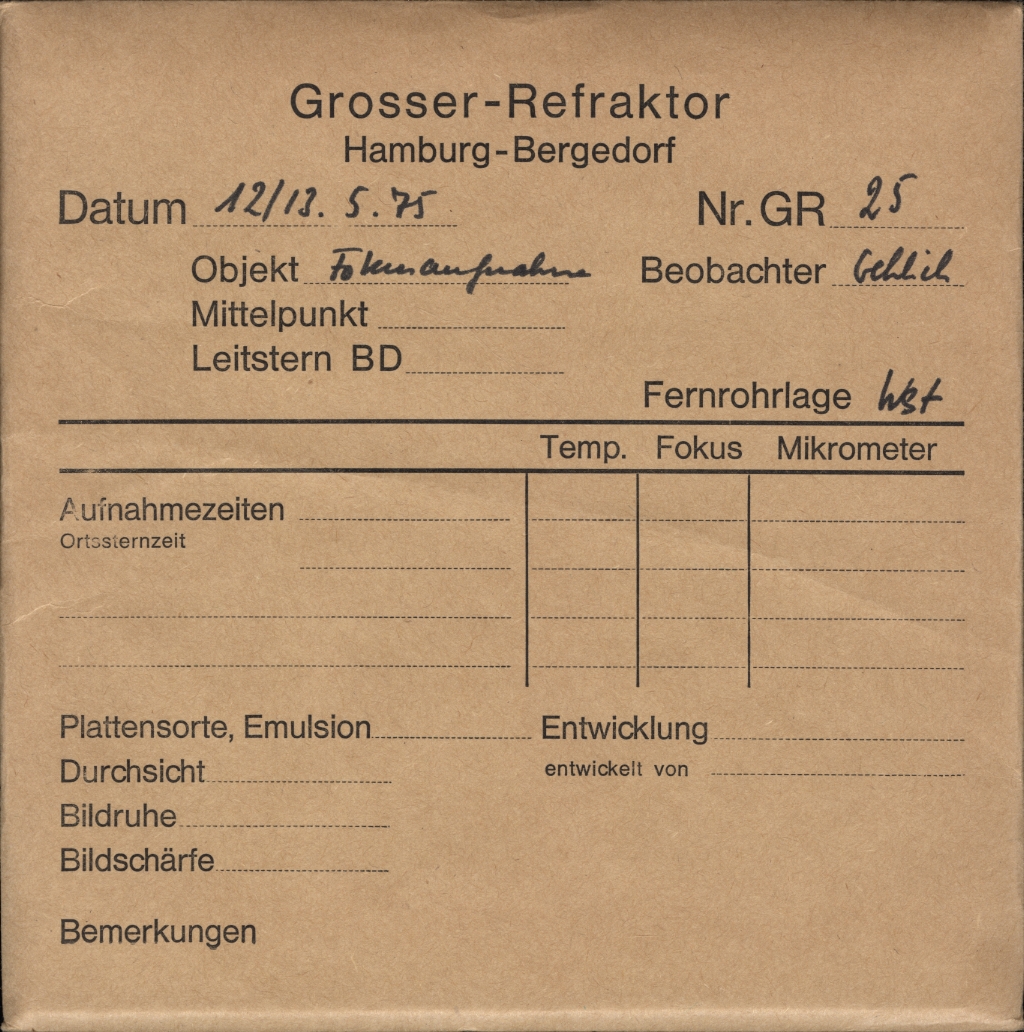 Grosser-Refraktor
Hamburg-Bergedorf
Datum 12/13. 5. 75 Nr. GR 25
Objekt Fokusaufnahme Beobachter
Mittelpunkt
Leitstern BD
Fernrohrlage West
Temp. Fokus Mikrometer
Aufnahmezeiten
Ortssternzeit
Plattensorte, Emulsion Entwicklung
Durchsicht entwickelt von
Bildruhe
Bildschärfe
Bemerkungen